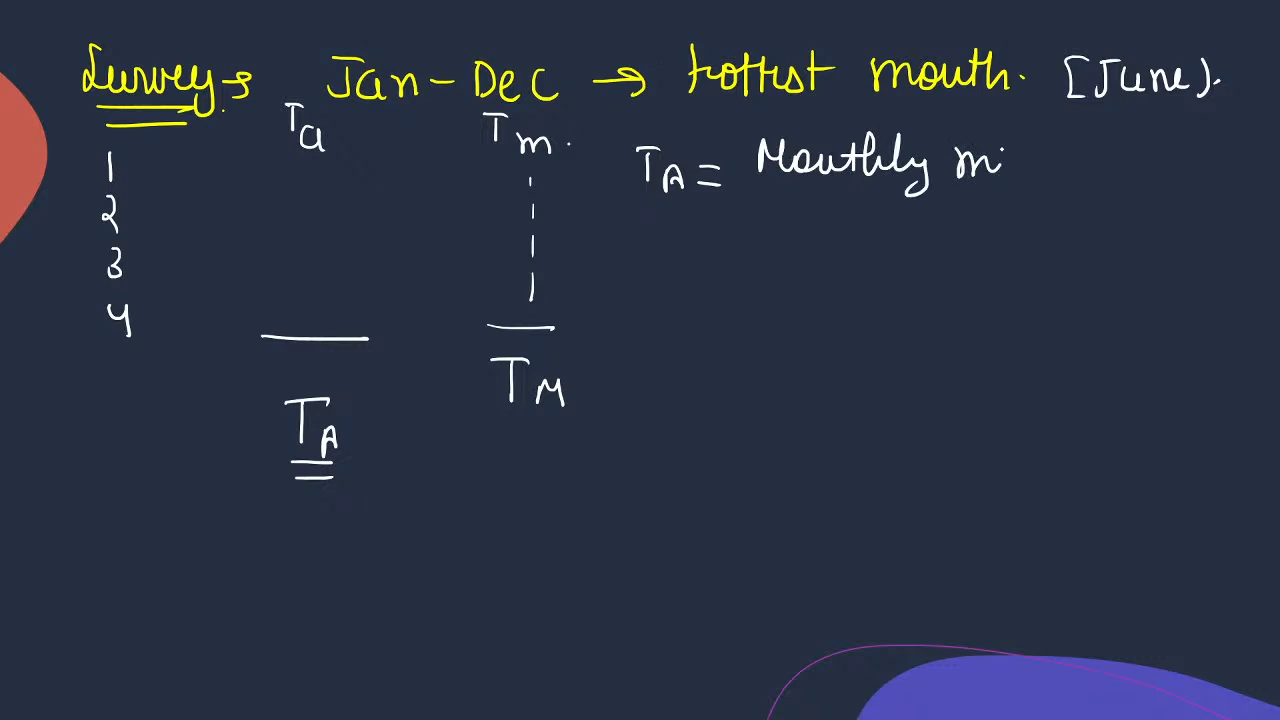 Survey → Jan - Dec → hottest month. [June).
Ta Tm.
TA = Monthly m
1
2
3
4
TM
TA